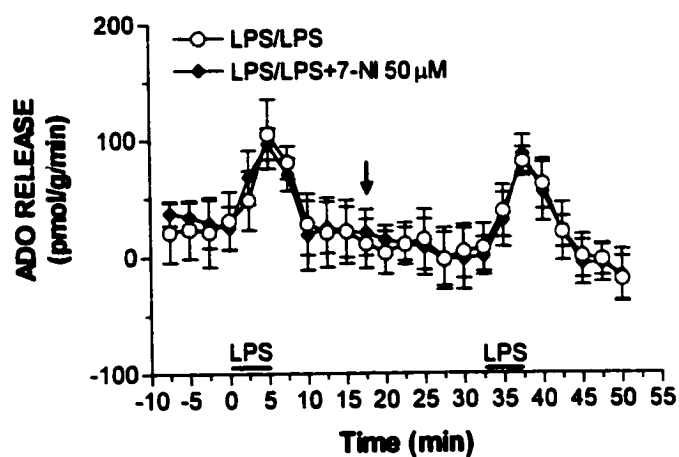 200
LPS/LPS
LPS/LPS+7-NI 50 µM
100
0
-100
ADO RELEASE
(pmol/g/min)
LPS
LPS
-10 -5 0 5 10 15 20 25 30 35 40 45 50 55
Time (min)